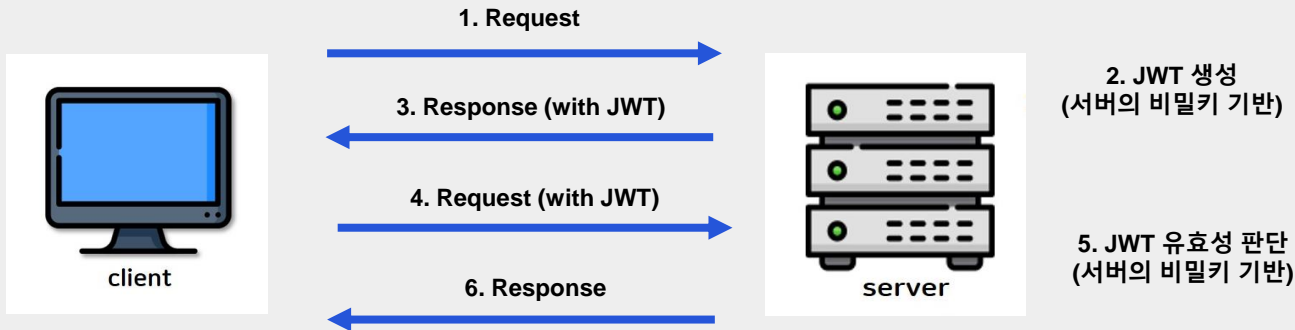 1. Request
2. JWT 생성
(서버의 비밀키 기반)
3. Response (with JWT)
4. Request (with JWT)
5. JWT 유효성 판단
(서버의 비밀키 기반)
6. Response
client
server